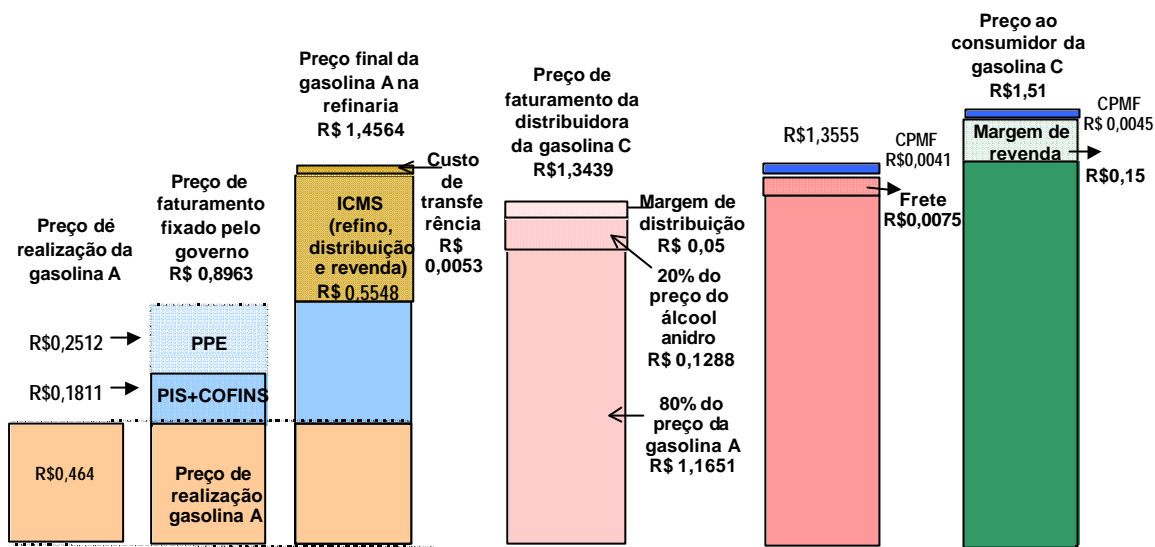 Preço dé
realização da
gasolina A
R$0,2512
R$0,1811
R$0,464
Preço de
faturamento
fixado pelo
governo
R$ 0,8963
PPE
PIS+COFINS
Preço de
realização
gasolina A
Preço final da
gasolina A na
refinaria
R$ 1,4564
ICMS
(refino,
distribuição
e revenda)
R$ 0,5548
Custo
de
transfe
rência
R$
0,0053
Preço de
faturamento da
distribuidora
da gasolina C
R$1,3439
Margem de
distribuição
R$ 0,05
20% do
preço do
álcool
anidro
R$ 0,1288
80% do
preço da
gasolina A
R$ 1,1651
R$1,3555
CPMF
R$0,0041
Frete
R$0,0075
Preço ao
consumidor da
gasolina C
R$1,51
CPMF
R$ 0,0045
Margem de
revenda
R$0,15